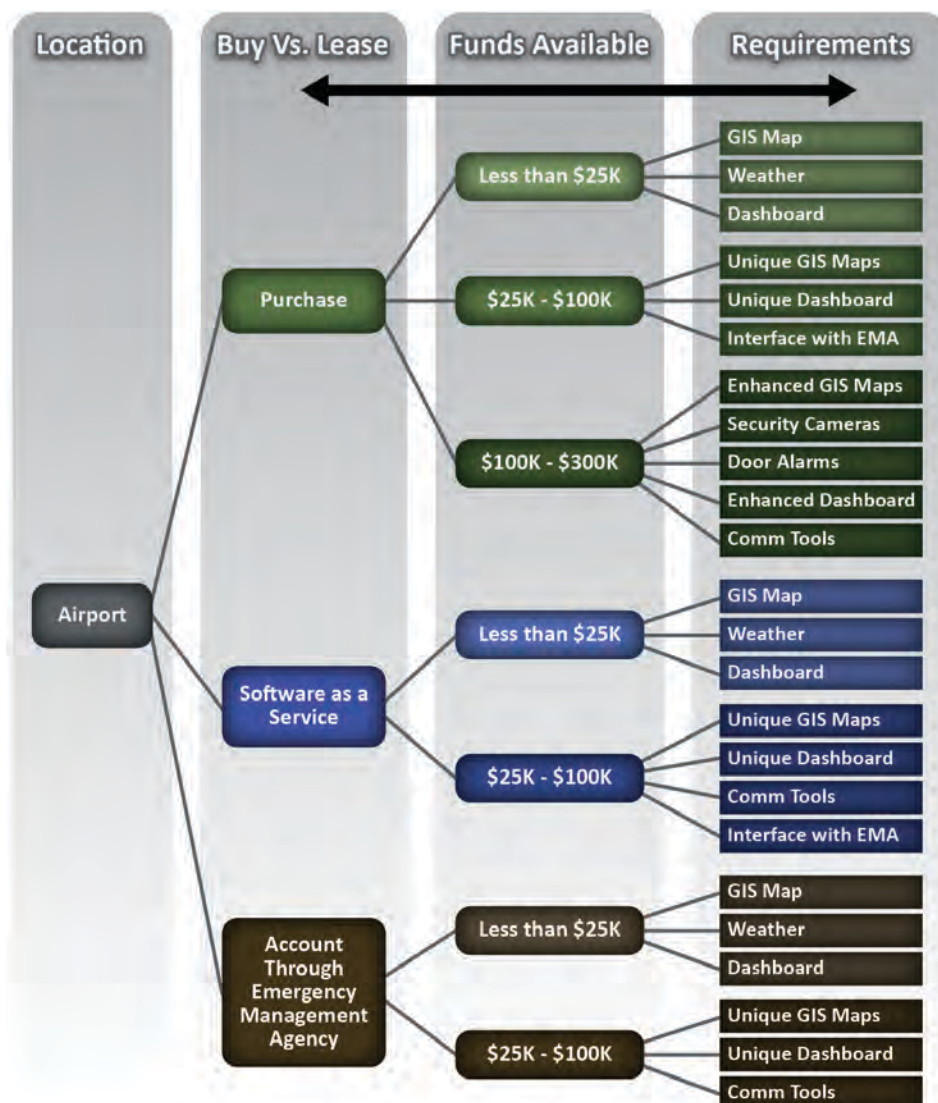 Location
Buy Vs. Lease
Funds Available
Requirements
Airport
Purchase
Less than $25K
GIS Map
Weather
Dashboard
$25K - $100K
Unique GIS Maps
Unique Dashboard
Interface with EMA
$100K - $300K
Enhanced GIS Maps
Security Cameras
Door Alarms
Enhanced Dashboard
Comm Tools
Software as a
Service
Less than $25K
GIS Map
Weather
Dashboard
$25K - $100K
Unique GIS Maps
Unique Dashboard
Comm Tools
Interface with EMA
Account
Through
Emergency
Management
Agency
Less than $25K
GIS Map
Weather
Dashboard
$25K - $100K
Unique GIS Maps
Unique Dashboard
Comm Tools